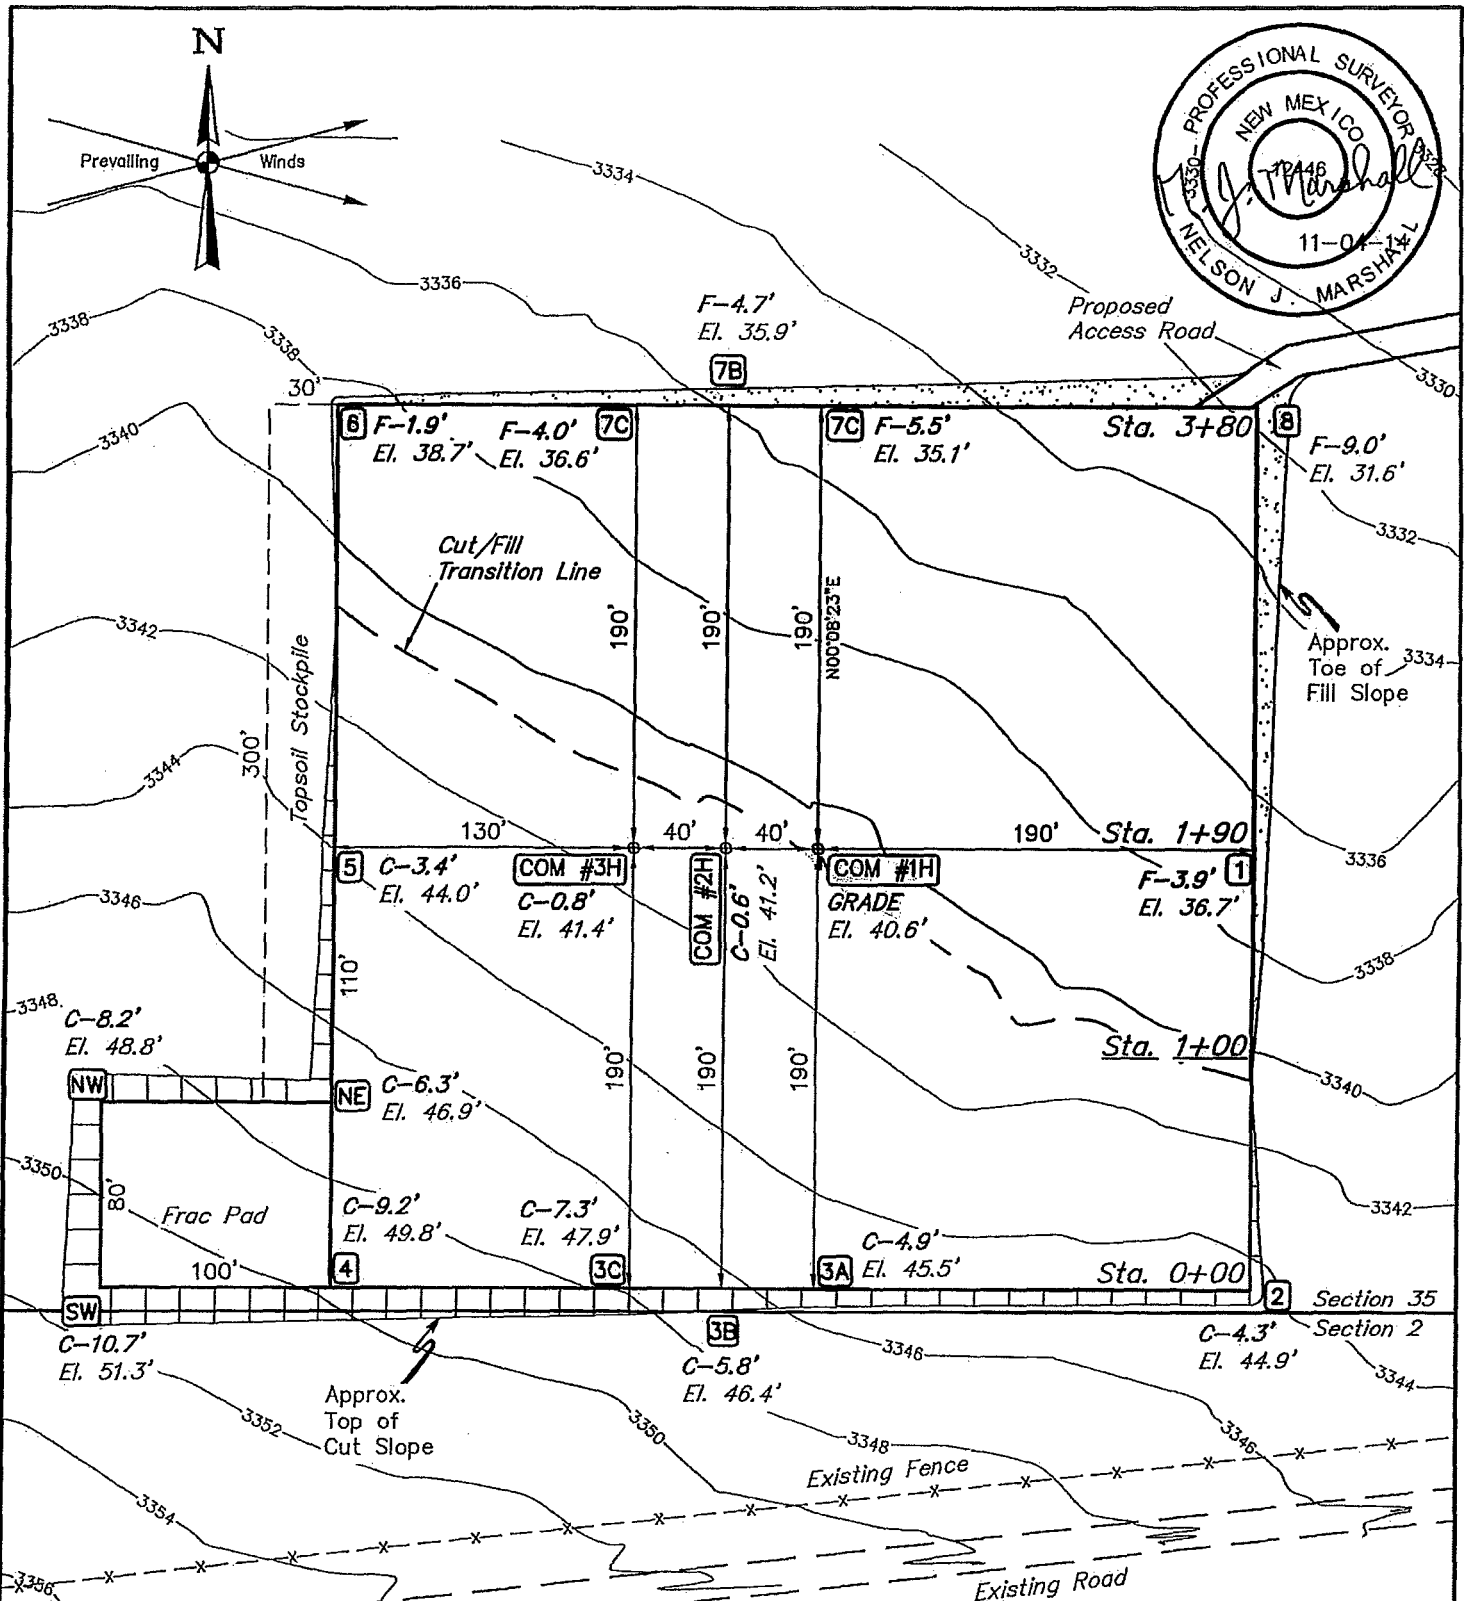 N
Prevailing Winds
PROFESSIONAL SURVEYOR
NEW MEXICO
12446
11-04-14
NELSON J. MARSHALL
3330
3328
3334
3332
3336
3338
3338
F-4.7'
El. 35.9'
7B
Proposed
Access Road
3330
30'
6
F-1.9'
El. 38.7'
F-4.0'
El. 36.6'
7C
7C
F-5.5'
El. 35.1'
Sta. 3+80
8
F-9.0'
El. 31.6'
3340
3332
Cut/Fill
Transition Line
190'
190'
190'
N00°08'23"E
3342
Approx.
Toe of
Fill Slope
3334
Topsoil Stockpile
300'
3344
130'
40'
40'
190'
Sta. 1+90
3336
5
C-3.4'
El. 44.0'
COM #3H
C-0.8'
El. 41.4'
COM #2H
C-0.6'
El. 41.2'
COM #1H
GRADE
El. 40.6'
1
F-3.9'
El. 36.7'
3346
3338
110'
3348
C-8.2'
El. 48.8'
Sta. 1+00
190'
190'
190'
NW
NE
C-6.3'
El. 46.9'
3340
3350
80'
Frac Pad
C-9.2'
El. 49.8'
C-7.3'
El. 47.9'
C-4.9'
El. 45.5'
3342
100'
4
3C
3A
Sta. 0+00
2
Section 35
Section 2
SW
C-10.7'
El. 51.3'
3B
C-5.8'
El. 46.4'
C-4.3'
El. 44.9'
3346
3344
Approx.
Top of
Cut Slope
3352
3350
3348
3346
Existing Fence
3354
3356
Existing Road